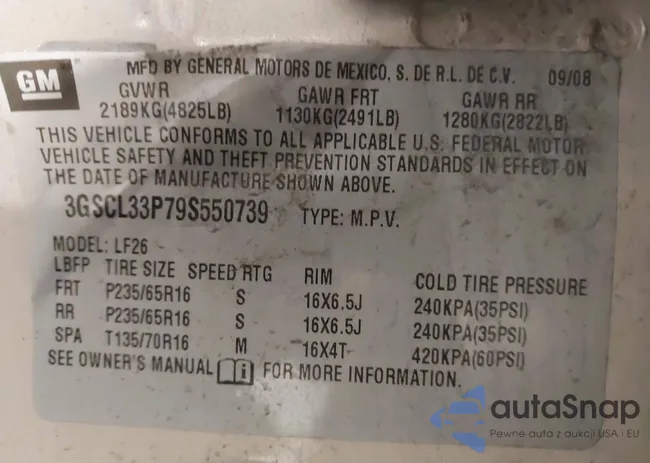 GM
MFD BY GENERAL MOTORS DE MEXICO, S. DE R.L. DE C.V. 09/08
GVWR GAWR FRT GAWR RR
2189KG(4825LB) 1130KG(2491LB) 1280KG(2822LB)
THIS VEHICLE CONFORMS TO ALL APPLICABLE U.S. FEDERAL MOTOR
VEHICLE SAFETY AND THEFT PREVENTION STANDARDS IN EFFECT ON
THE DATE OF MANUFACTURE SHOWN ABOVE.
3GSCL33P79S550739 TYPE: M.P.V.
MODEL: LF26
LBFP TIRE SIZE SPEED RTG RIM COLD TIRE PRESSURE
FRT P235/65R16 S 16X6.5J 240KPA(35PSI)
RR P235/65R16 S 16X6.5J 240KPA(35PSI)
SPA T135/70R16 M 16X4T 420KPA(60PSI)
SEE OWNER'S MANUAL i FOR MORE INFORMATION.
autaSnap
Pewne auta z aukcji USA i EU